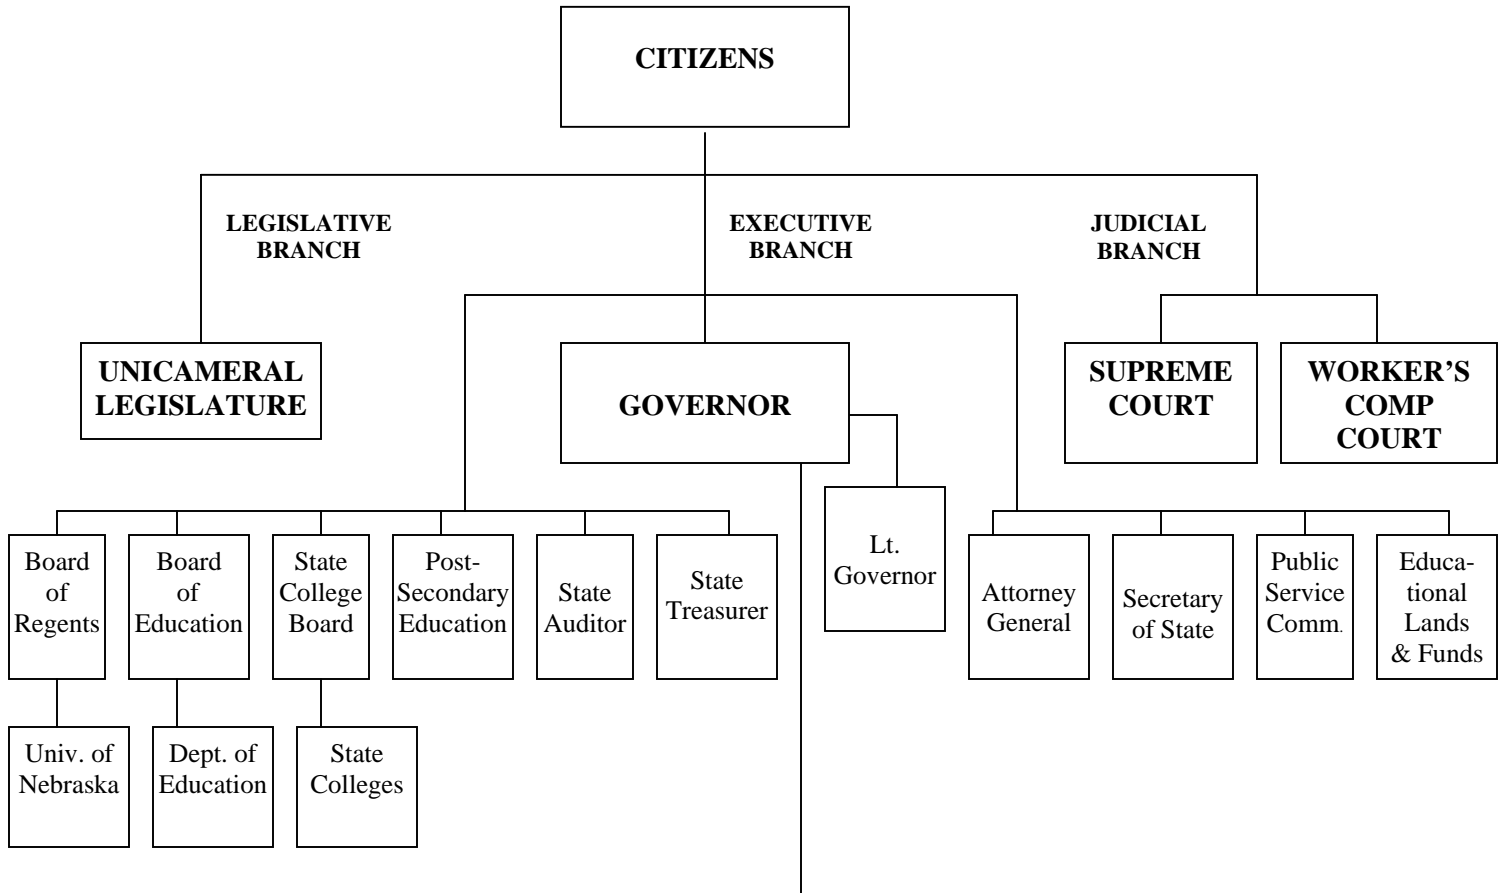 CITIZENS
LEGISLATIVE
BRANCH
EXECUTIVE
BRANCH
JUDICIAL
BRANCH
UNICAMERAL
LEGISLATURE
GOVERNOR
SUPREME
COURT
WORKER'S
COMP
COURT
Board
of
Regents
Board
of
Education
State
College
Board
Post-
Secondary
Education
State
Auditor
State
Treasurer
Lt.
Governor
Attorney
General
Secretary
of State
Public
Service
Comm.
Educa-
tional
Lands
& Funds
Univ. of
Nebraska
Dept. of
Education
State
Colleges